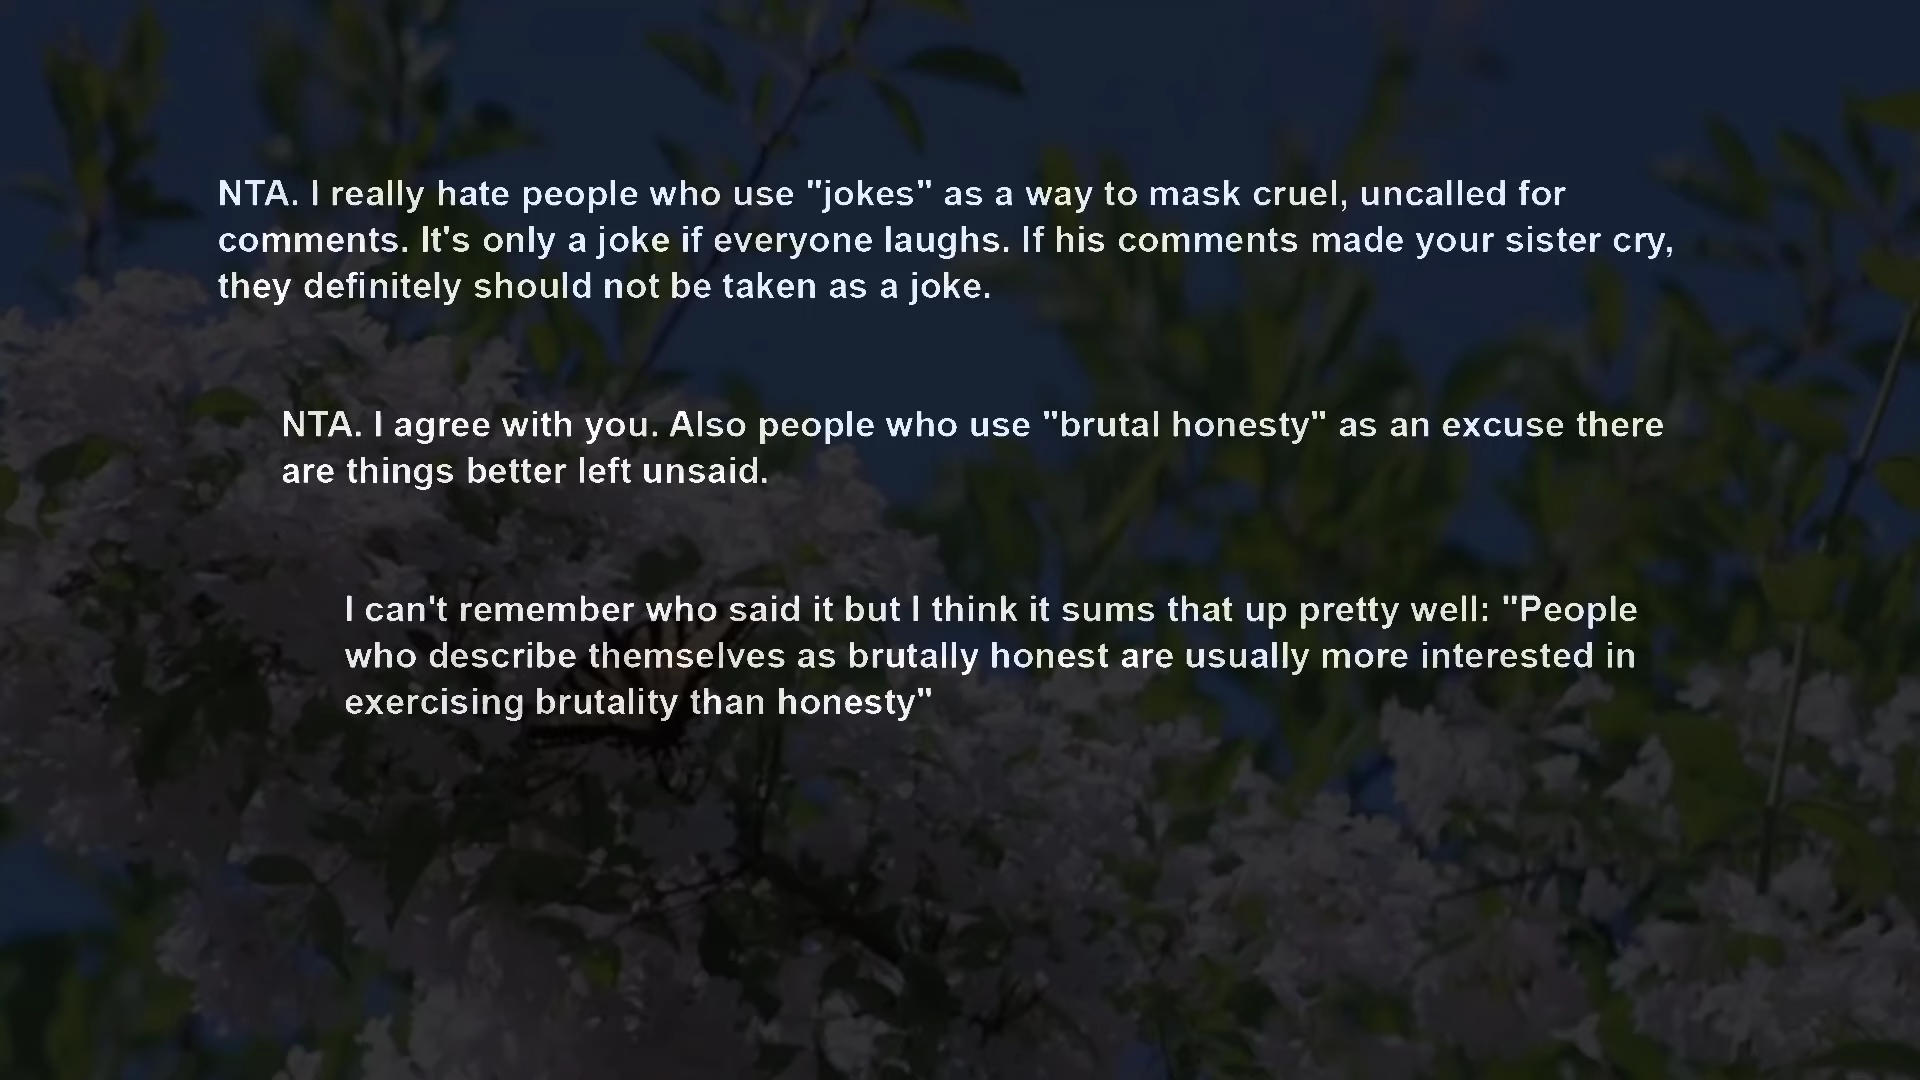 NTA. I really hate people who use "jokes" as a way to mask cruel, uncalled for
comments. It's only a joke if everyone laughs. If his comments made your sister cry,
they definitely should not be taken as a joke.
NTA. I agree with you. Also people who use "brutal honesty" as an excuse there
are things better left unsaid.
I can't remember who said it but I think it sums that up pretty well: "People
who describe themselves as brutally honest are usually more interested in
exercising brutality than honesty"